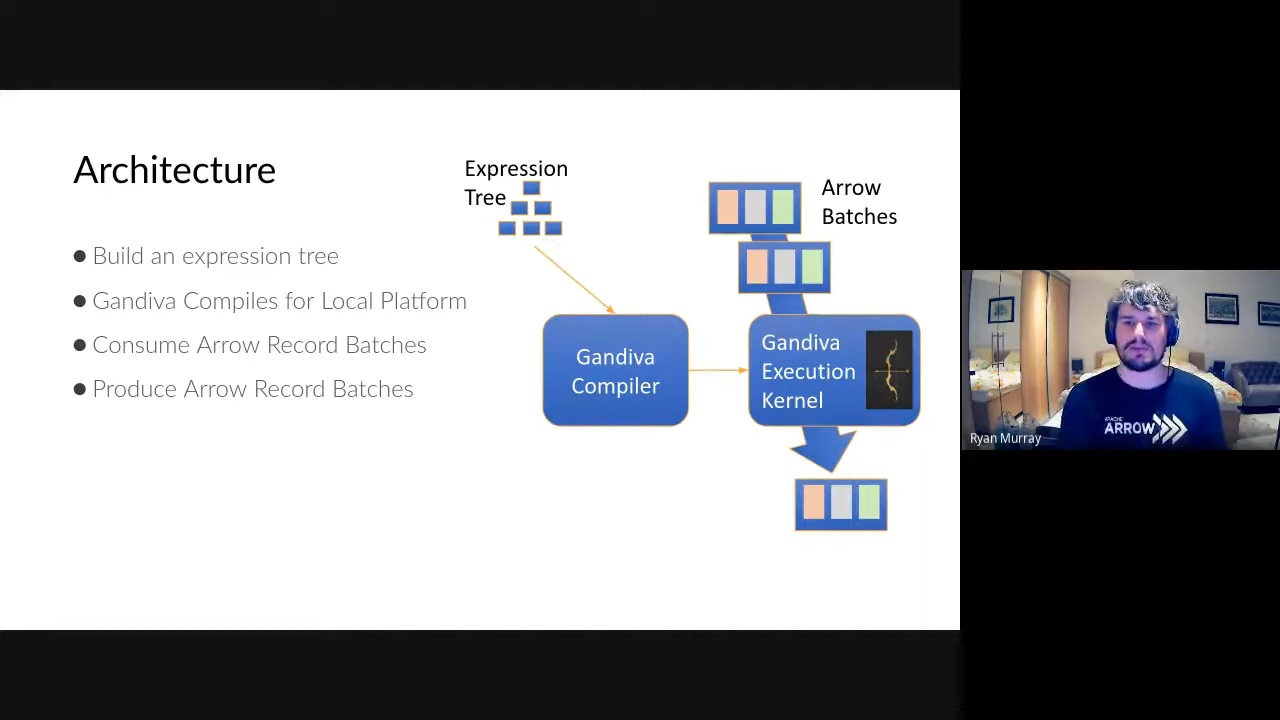 Architecture
● Build an expression tree
● Gandiva Compiles for Local Platform
● Consume Arrow Record Batches
● Produce Arrow Record Batches
Expression
Tree
Arrow
Batches
Gandiva
Compiler
Gandiva
Execution
Kernel
APACHE
ARROW
Ryan Murray